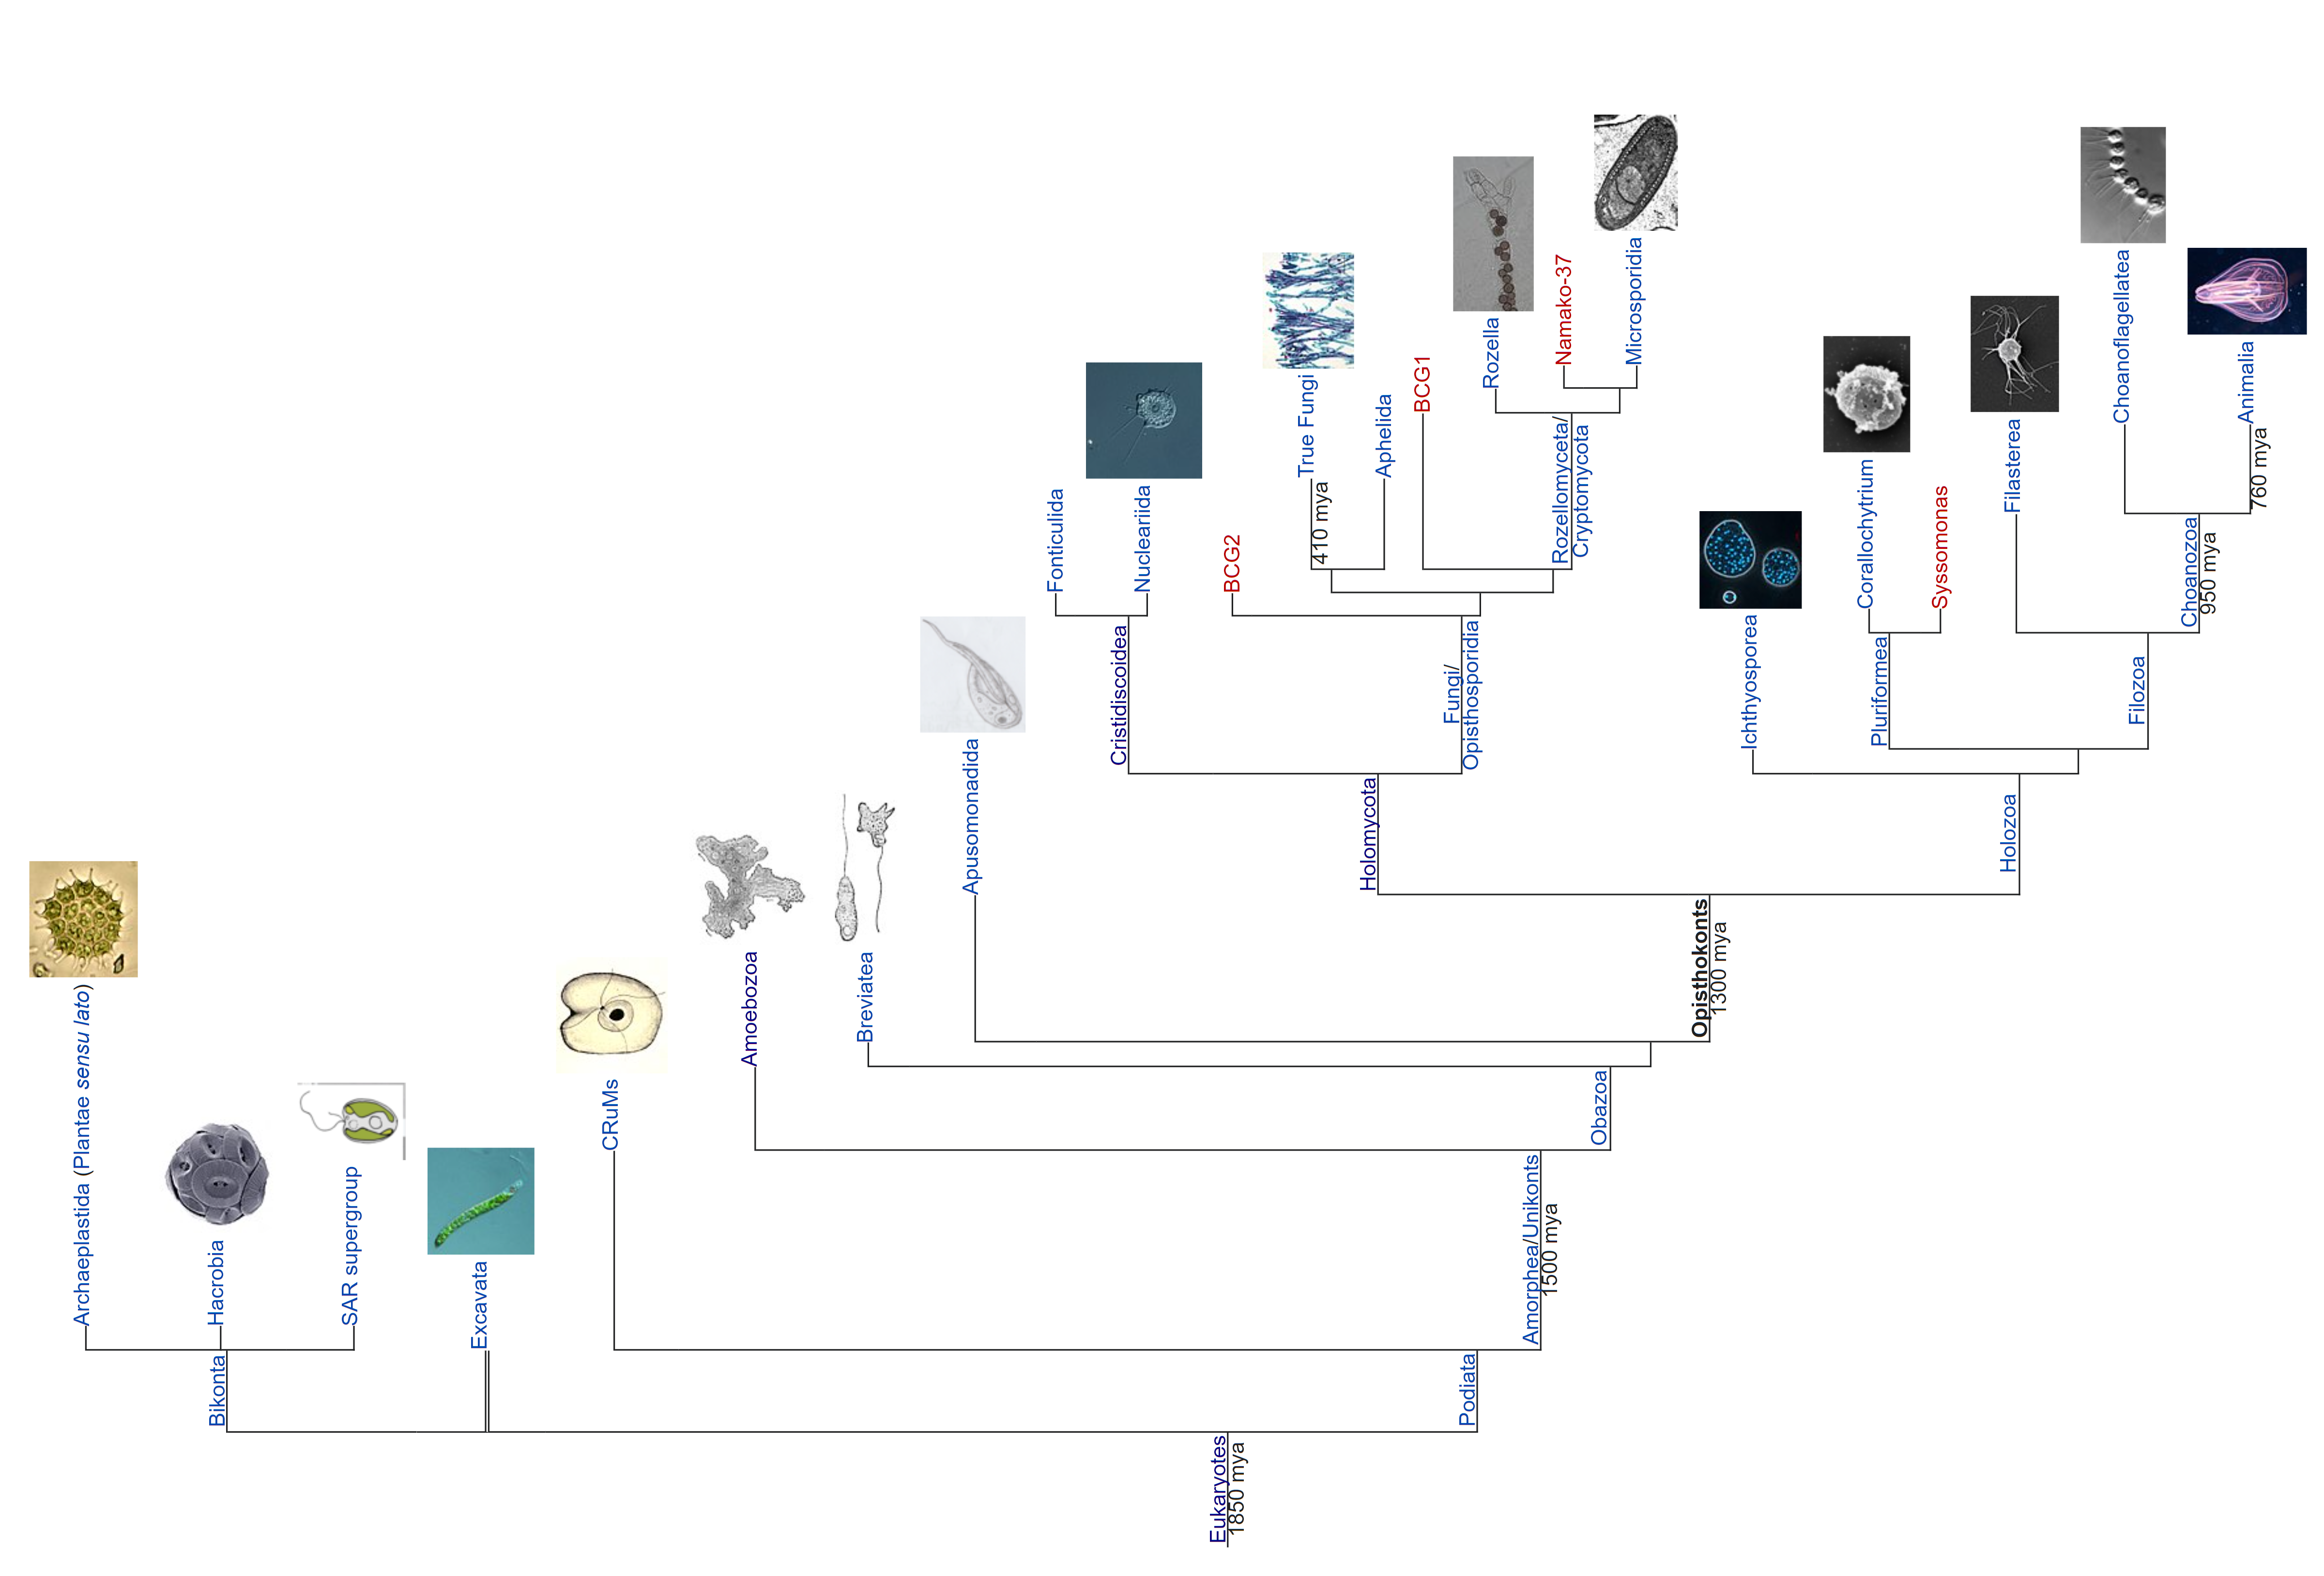 Archaeplastida (Plantae sensu lato)
Hacrobia
SAR supergroup
Bikonta
Excavata
CRuMs
Amoebozoa
Breviatea
Apusomonadida
Fonticulida
Nucleariida
Cristidiscoidea
BCG2
True Fungi
410 mya
Aphelida
BCG1
Rozella
Namako-37
Microsporidia
Rozellomyceta/
Cryptomycota
Fungi/
Opisthosporidia
Holomycota
Ichthyosporea
Corallochytrium
Syssomonas
Pluriformea
Filasterea
Choanoflagellatea
Animalia
760 mya
Choanozoa
950 mya
Filozoa
Holozoa
Opisthokonts
1300 mya
Obazoa
Amorphea/Unikonts
1500 mya
Podiata
Eukaryotes
1850 mya